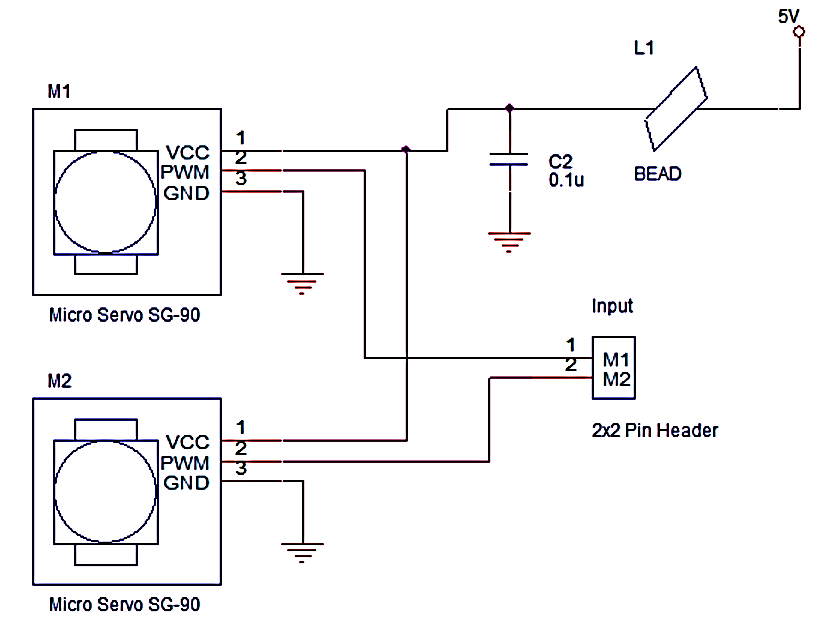 5V
L1
M1
1
VCC
2
PWM
3
GND
C2
0.1u
BEAD
Micro Servo SG-90
Input
1
M1
2
M2
M2
2x2 Pin Header
1
VCC
2
PWM
3
GND
Micro Servo SG-90